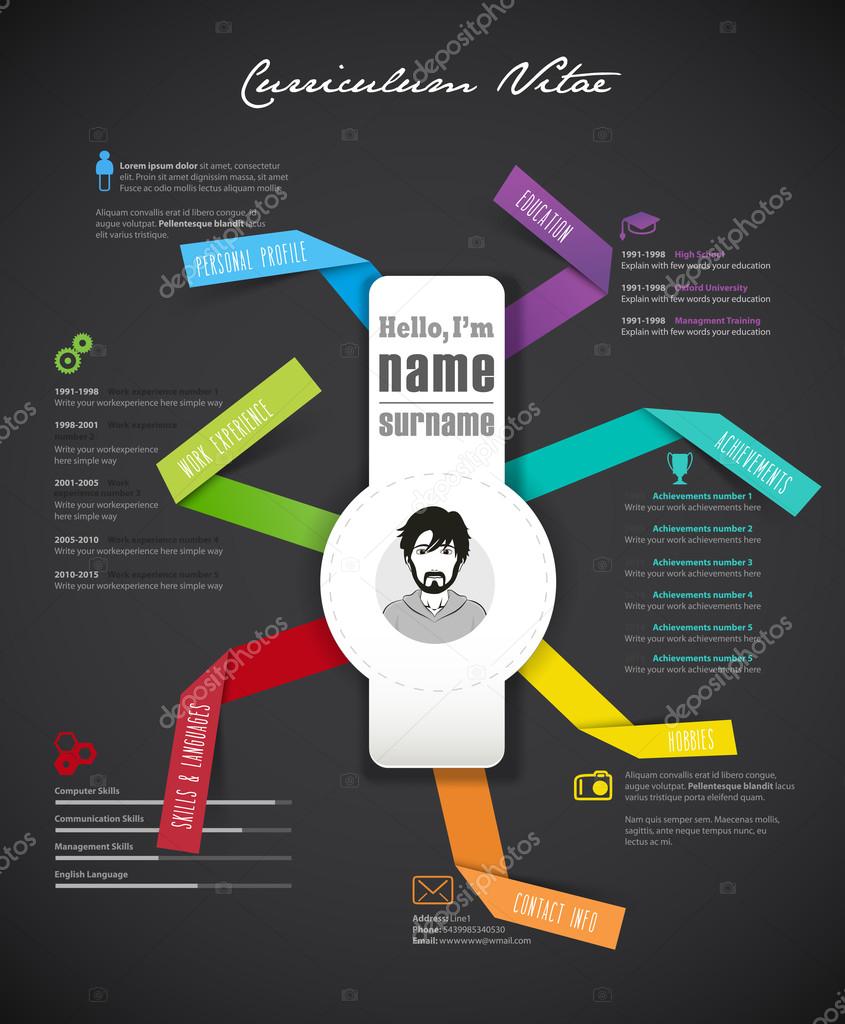 Curriculum Vitae
Lorem ipsum dolor sit amet, consectetur
elit. Proin sit amet dignissim massa, sit amet
Fusce ac odio mollis lectus aliquam mollis
Aliquam convallis erat id libero congue, id
augue volutpat. Pellentesque blandit lacus
elit varius tristique.
PERSONAL PROFILE
EDUCATION
1991-1998 High School
Explain with few words your education
1991-1998 Oxford University
Explain with few words your education
1991-1998 Managment Training
Explain with few words your education
Hello, I'm
name
surname
WORK EXPERIENCE
1991-1998 Work experience number 1
Write your workexperience here simple way
1998-2001 Work experience
number 2
Write your workexperience
here simple way
2001-2005 Work
experience number 3
Write your workexperience
here simple way
2005-2010 Work experience number 4
Write your workexperience here simple way
2010-2015 Work experience number 5
Write your workexperience here simple way
ACHIEVEMENTS
Achievements number 1
Write your work achievements here
Achievements number 2
Write your work achievements here
Achievements number 3
Write your work achievements here
Achievements number 4
Write your work achievements here
Achievements number 5
Write your work achievements here
Achievements number 5
Write your work achievements here
SKILLS & LANGUAGES
Computer Skills
Communication Skills
Management Skills
English Language
HOBBIES
Aliquam convallis erat id libero congue,
augue volutpat. Pellentesque blandit lacus
varius tristique porta eleifend quam.
Nam quis semper sem. Maecenas mollis,
sagittis, ante congue tempus nunc, eu
lectus ac mi.
CONTACT INFO
Address: Line1
Phone: 5439985340530
Email: wwwwww@wmail.com
depositphotos
depositphotos
depositphotos
depositphotos
depositphotos
depositphotos
depositphotos
depositphotos